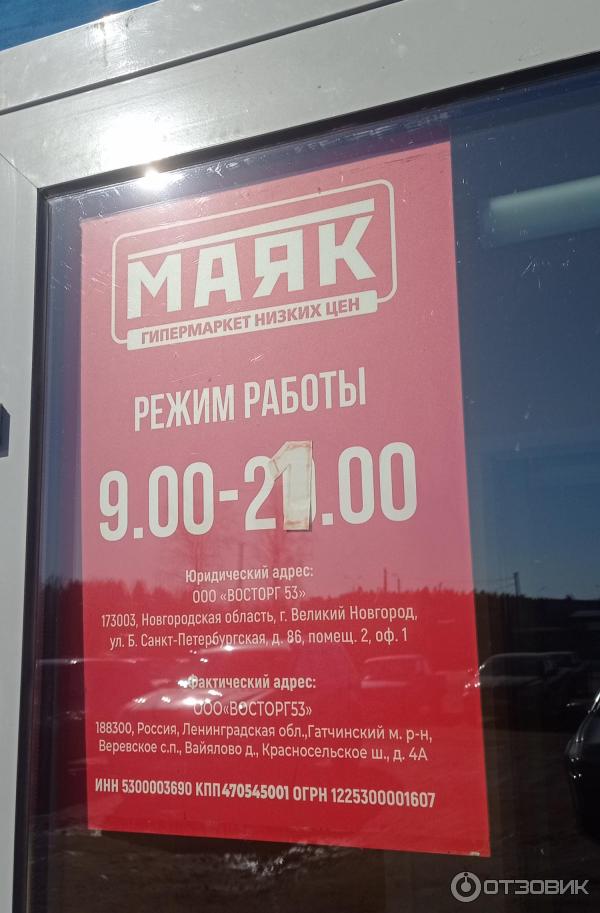 МАЯК
ГИПЕРМАРКЕТ НИЗКИХ ЦЕН
РЕЖИМ РАБОТЫ
9.00-21.00
Юридический адрес:
ООО «ВОСТОРГ 53»
173003, Новгородская область, г. Великий Новгород,
ул. Б. Санкт-Петербургская, д. 86, помещ. 2, оф. 1
Фактический адрес:
ООО«ВОСТОРГ53»
188300, Россия, Ленинградская обл.,Гатчинский м. р-н,
Веревское с.п., Вайялово д., Красносельское ш., д. 4А
ИНН 5300003690 КПП470545001 ОГРН 1225300001607
ОТЗОВИК